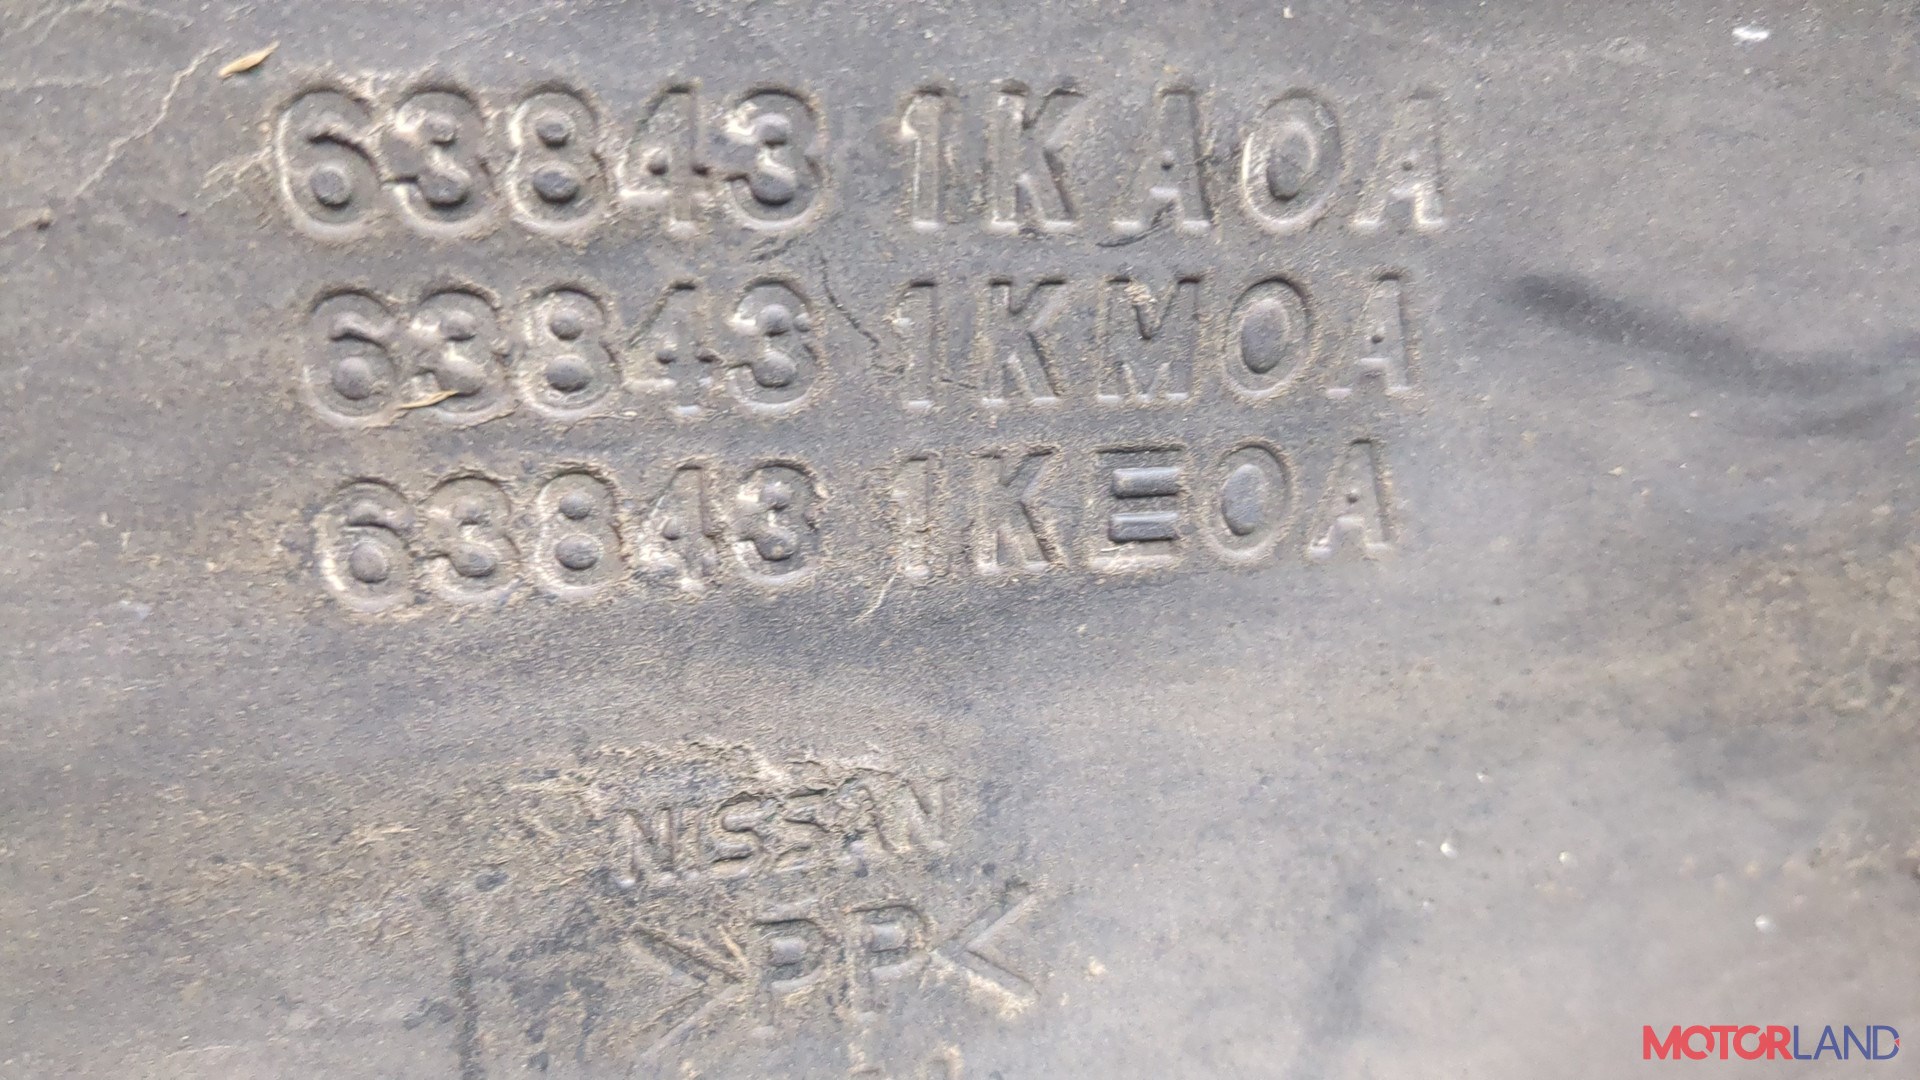 63843 1KA0A
63843 1KM0A
63843 1KE0A
NISSAN
>PP<
MOTORLAND